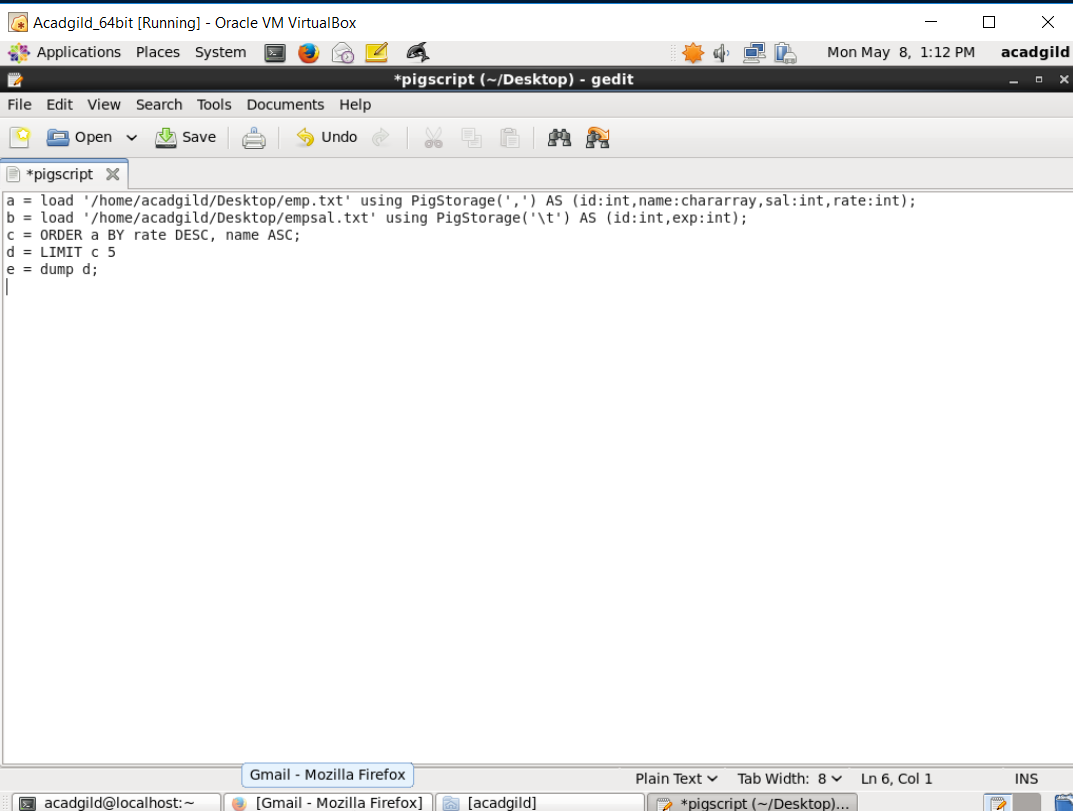 Acadgild_64bit [Running] - Oracle VM VirtualBox
Applications Places System Mon May 8, 1:12 PM acadgild
*pigscript (~/Desktop) - gedit
File Edit View Search Tools Documents Help
Open Save Undo
*pigscript
a = load '/home/acadgild/Desktop/emp.txt' using PigStorage(',') AS (id:int,name:chararray,sal:int,rate:int);
b = load '/home/acadgild/Desktop/empsal.txt' using PigStorage('\t') AS (id:int,exp:int);
c = ORDER a BY rate DESC, name ASC;
d = LIMIT c 5
e = dump d;
Gmail - Mozilla Firefox
Plain Text Tab Width: 8 Ln 6, Col 1 INS
acadgild@localhost:~ [Gmail - Mozilla Firefox] [acadgild] *pigscript (~/Desktop)...